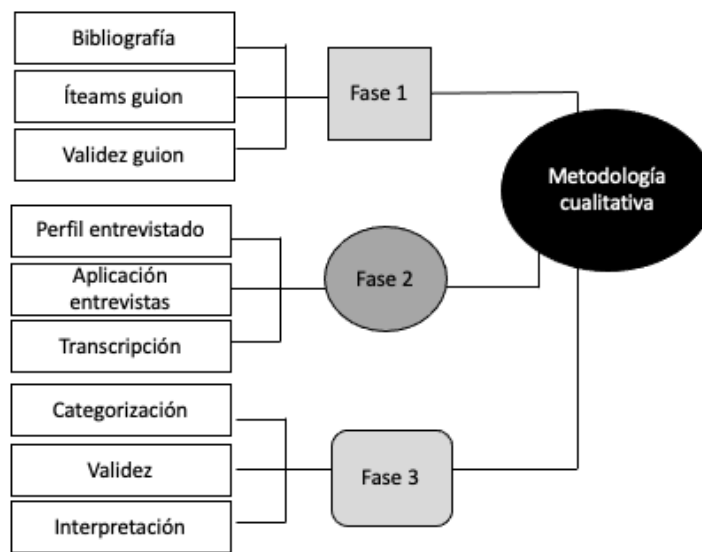 Bibliografía
Íteams guion
Validez guion
Fase 1
Metodología
cualitativa
Perfil entrevistado
Aplicación
entrevistas
Transcripción
Fase 2
Categorización
Validez
Interpretación
Fase 3